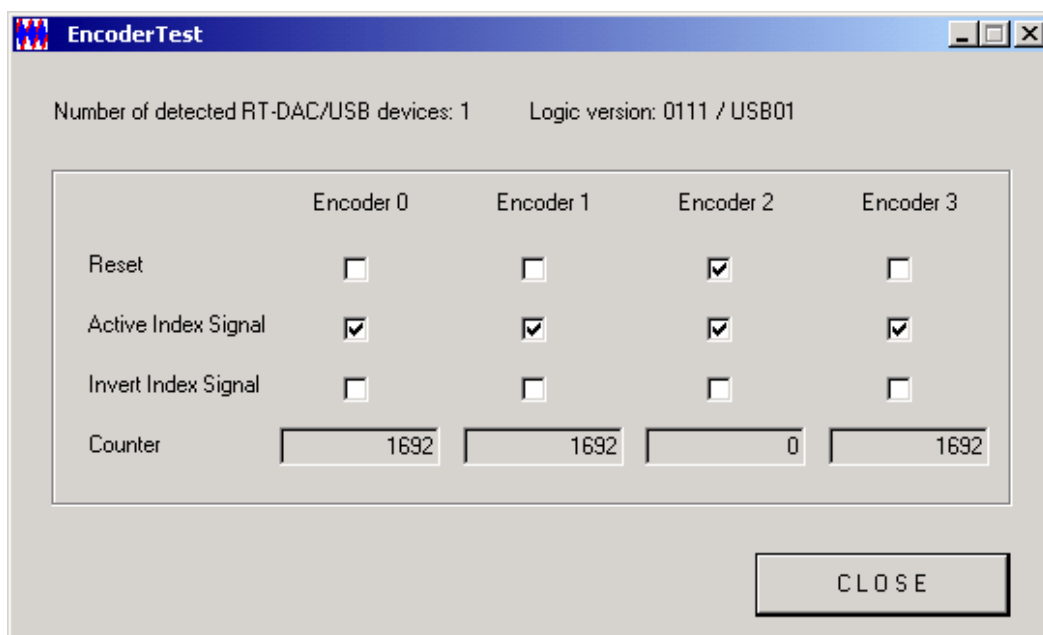 EncoderTest
Number of detected RT-DAC/USB devices: 1 Logic version: 0111 / USB01
Encoder 0 Encoder 1 Encoder 2 Encoder 3
Reset
Active Index Signal
Invert Index Signal
Counter 1692 1692 0 1692
CLOSE